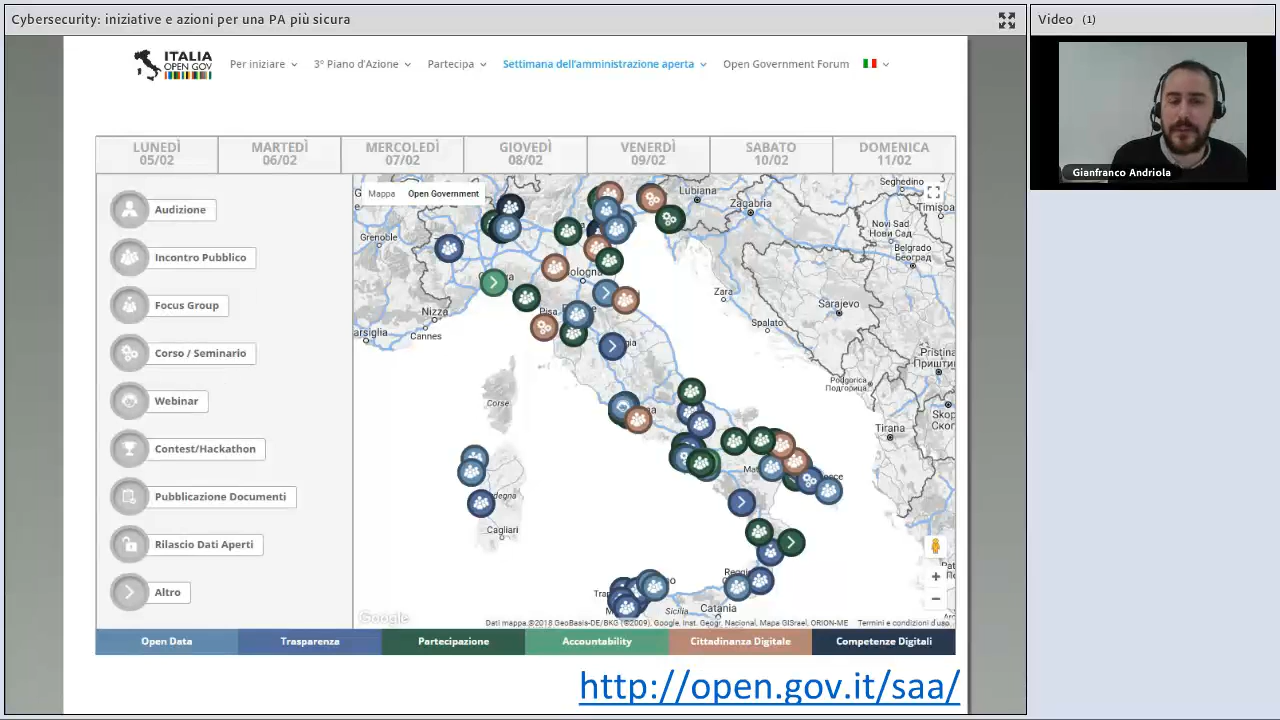 Cybersecurity: iniziative e azioni per una PA più sicura
Video (1)
ITALIA
OPEN GOV
Per iniziare
3° Piano d'Azione
Partecipa
Settimana dell'amministrazione aperta
Open Government Forum
Gianfranco Andriola
LUNEDÌ
05/02
MARTEDÌ
06/02
MERCOLEDÌ
07/02
GIOVEDÌ
08/02
VENERDÌ
09/02
SABATO
10/02
DOMENICA
11/02
Audizione
Incontro Pubblico
Focus Group
Corso / Seminario
Webinar
Contest/Hackathon
Pubblicazione Documenti
Rilascio Dati Aperti
Altro
Mappa
Open Government
Lubiana
Zagabria
Seghedino
Timișoa
Novi Sad
Нови Сад
Belgrado
Београд
Grenoble
Bologna
Nizza
Pisa
Cannes
arsiglia
Zara
Sarajevo
Spalato
Pristina
Приштин
Podgorica
Подгорица
Corse
Skop
Tirana
Cagliari
Sicilia
Catania
Google
Dati mappa ©2018 GeoBasis-DE/BKG (©2009), Google, Inst. Geogr. Nacional, Mapa GISrael, ORION-ME
Termini e condizioni d'uso
Open Data
Trasparenza
Partecipazione
Accountability
Cittadinanza Digitale
Competenze Digitali
http://open.gov.it/saa/